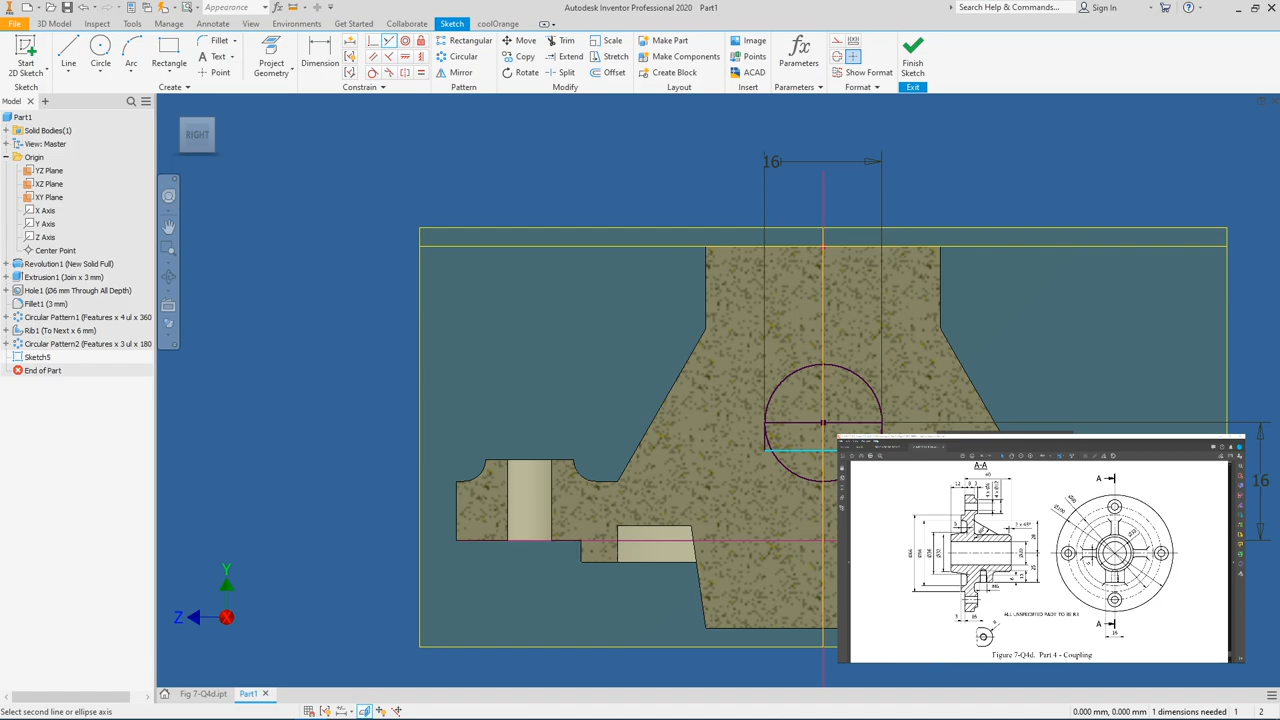 Appearance
Autodesk Inventor Professional 2020 Part1
Search Help & Commands...
Sign In
File 3D Model Sketch Annotate Inspect Tools Manage View Environments Get Started Collaborate Sketch coolOrange
Start 2D Sketch Line Circle Arc Rectangle Fillet Text Point Project Geometry Dimension Rectangular Circular Mirror Move Copy Rotate Trim Extend Split Scale Stretch Offset Make Part Make Components Create Block Image Points ACAD Parameters Show Format Finish Sketch
Sketch Create Constrain Pattern Modify Layout Insert Parameters Format Exit
Model
Part1
Solid Bodies(1)
View: Master
Origin
YZ Plane
XZ Plane
XY Plane
X Axis
Y Axis
Z Axis
Center Point
Revolution1 (New Solid Full)
Extrusion1 (Join x 3 mm)
Hole1 (Ø6 mm Through All Depth)
Fillet1 (3 mm)
Circular Pattern1 (Features x 4 ul x 360
Rib1 (To Next x 6 mm)
Circular Pattern2 (Features x 3 ul x 180
Sketch5
End of Part
RIGHT
16
16
Y
Z
X
A-A
A
A
40
12
M6
3 16
16
ALL UNSPECIFIED RADII TO BE R3
Figure 7-Q4d. Part 4 - Coupling
Fig 7-Q4d.ipt Part1
Select second line or ellipse axis
0.000 mm, 0.000 mm 1 dimensions needed 1 2